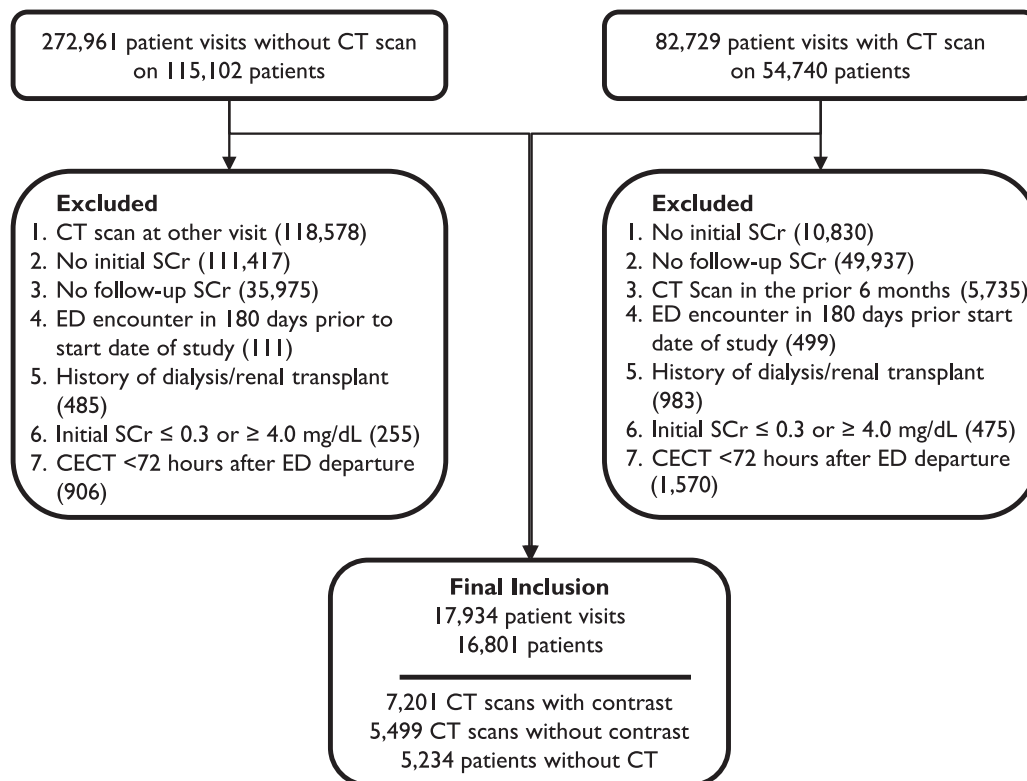 272,961 patient visits without CT scan
on 115,102 patients
82,729 patient visits with CT scan
on 54,740 patients
Excluded
1. CT scan at other visit (118,578)
2. No initial SCr (111,417)
3. No follow-up SCr (35,975)
4. ED encounter in 180 days prior to
start date of study (111)
5. History of dialysis/renal transplant
(485)
6. Initial SCr ≤ 0.3 or ≥ 4.0 mg/dL (255)
7. CECT <72 hours after ED departure
(906)
Excluded
1. No initial SCr (10,830)
2. No follow-up SCr (49,937)
3. CT Scan in the prior 6 months (5,735)
4. ED encounter in 180 days prior start
date of study (499)
5. History of dialysis/renal transplant
(983)
6. Initial SCr ≤ 0.3 or ≥ 4.0 mg/dL (475)
7. CECT <72 hours after ED departure
(1,570)
Final Inclusion
17,934 patient visits
16,801 patients
7,201 CT scans with contrast
5,499 CT scans without contrast
5,234 patients without CT